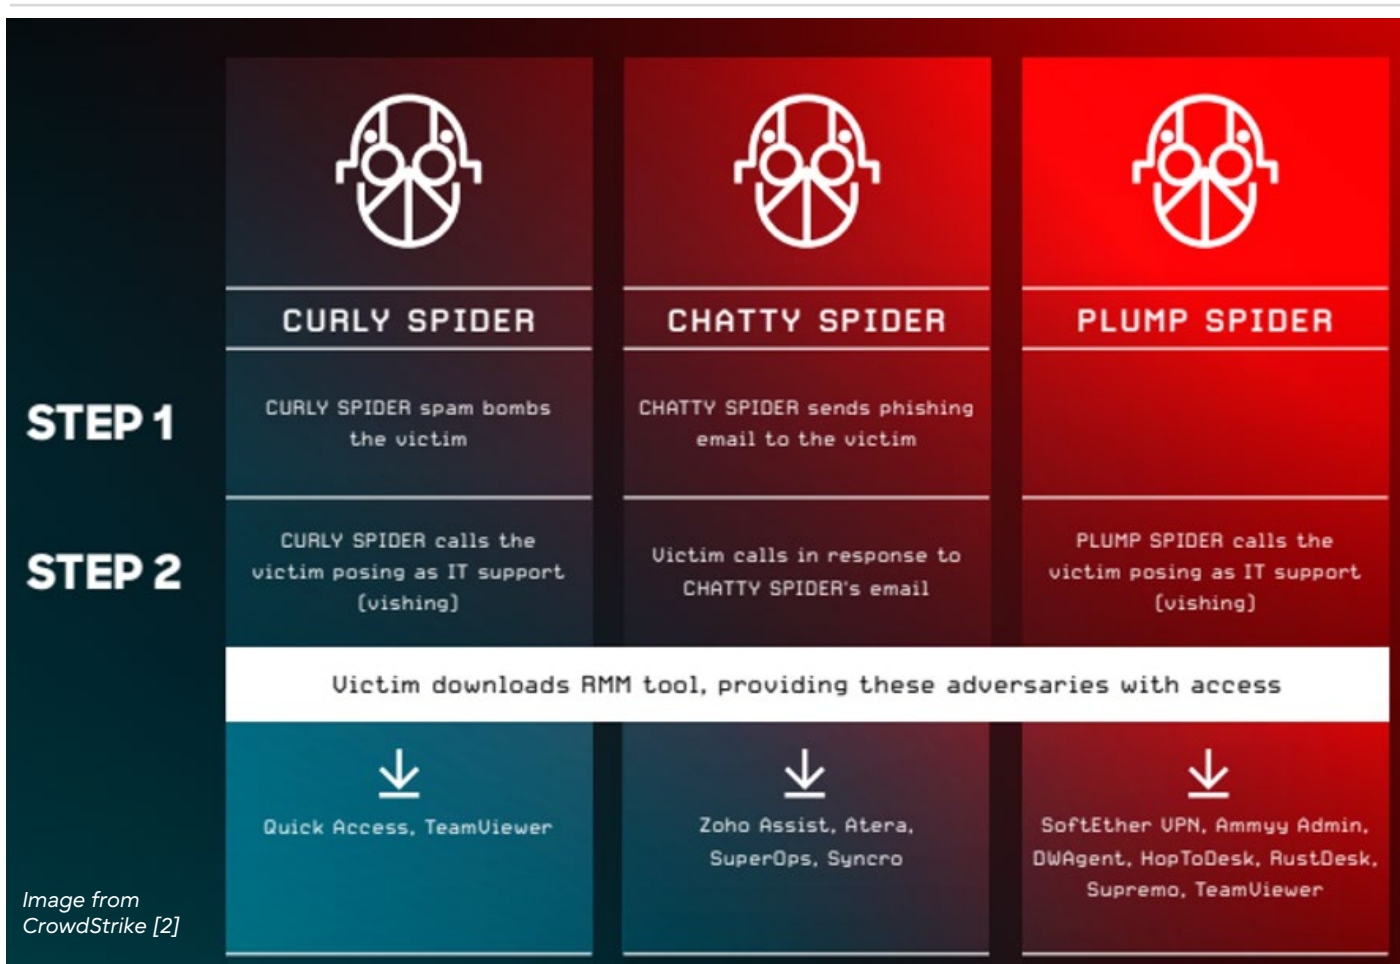 CURLY SPIDER
CHATTY SPIDER
PLUMP SPIDER
STEP 1
CURLY SPIDER spam bombs
the victim
CHATTY SPIDER sends phishing
email to the victim
STEP 2
CURLY SPIDER calls the
victim posing as IT support
(vishing)
Victim calls in response to
CHATTY SPIDER's email
PLUMP SPIDER calls the
victim posing as IT support
(vishing)
Victim downloads RMM tool, providing these adversaries with access
Quick Access, TeamViewer
Zoho Assist, Atera,
SuperOps, Syncro
SoftEther VPN, Ammyy Admin,
DWAgent, HopToDesk, RustDesk,
Supremo, TeamViewer
Image from
CrowdStrike [2]